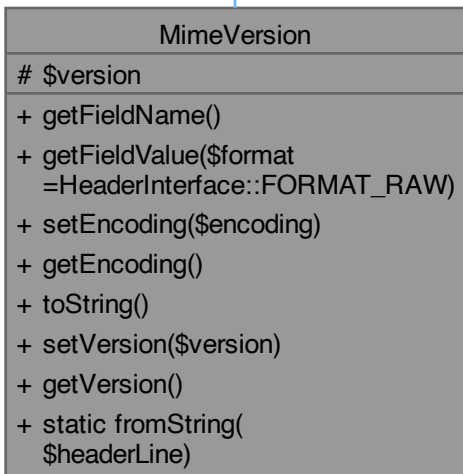 MimeVersion
# $version
+ getFieldName()
+ getFieldValue($format
=HeaderInterface::FORMAT_RAW)
+ setEncoding($encoding)
+ getEncoding()
+ toString()
+ setVersion($version)
+ getVersion()
+ static fromString(
$headerLine)